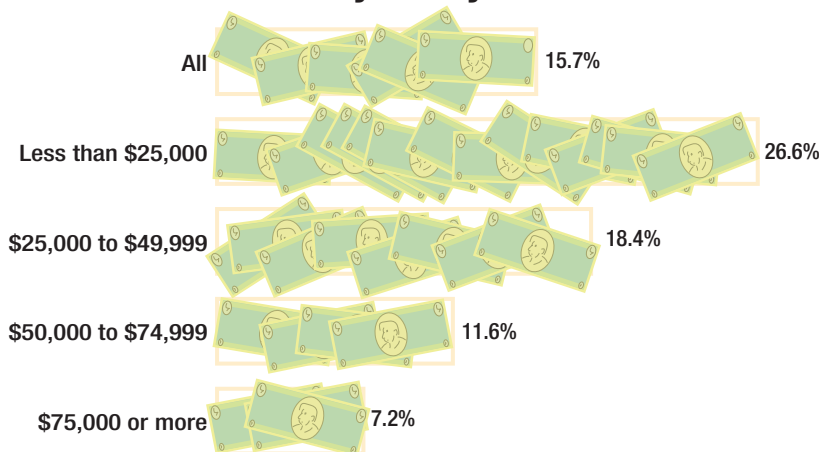 All 15.7%
Less than $25,000 26.6%
$25,000 to $49,999 18.4%
$50,000 to $74,999 11.6%
$75,000 or more 7.2%